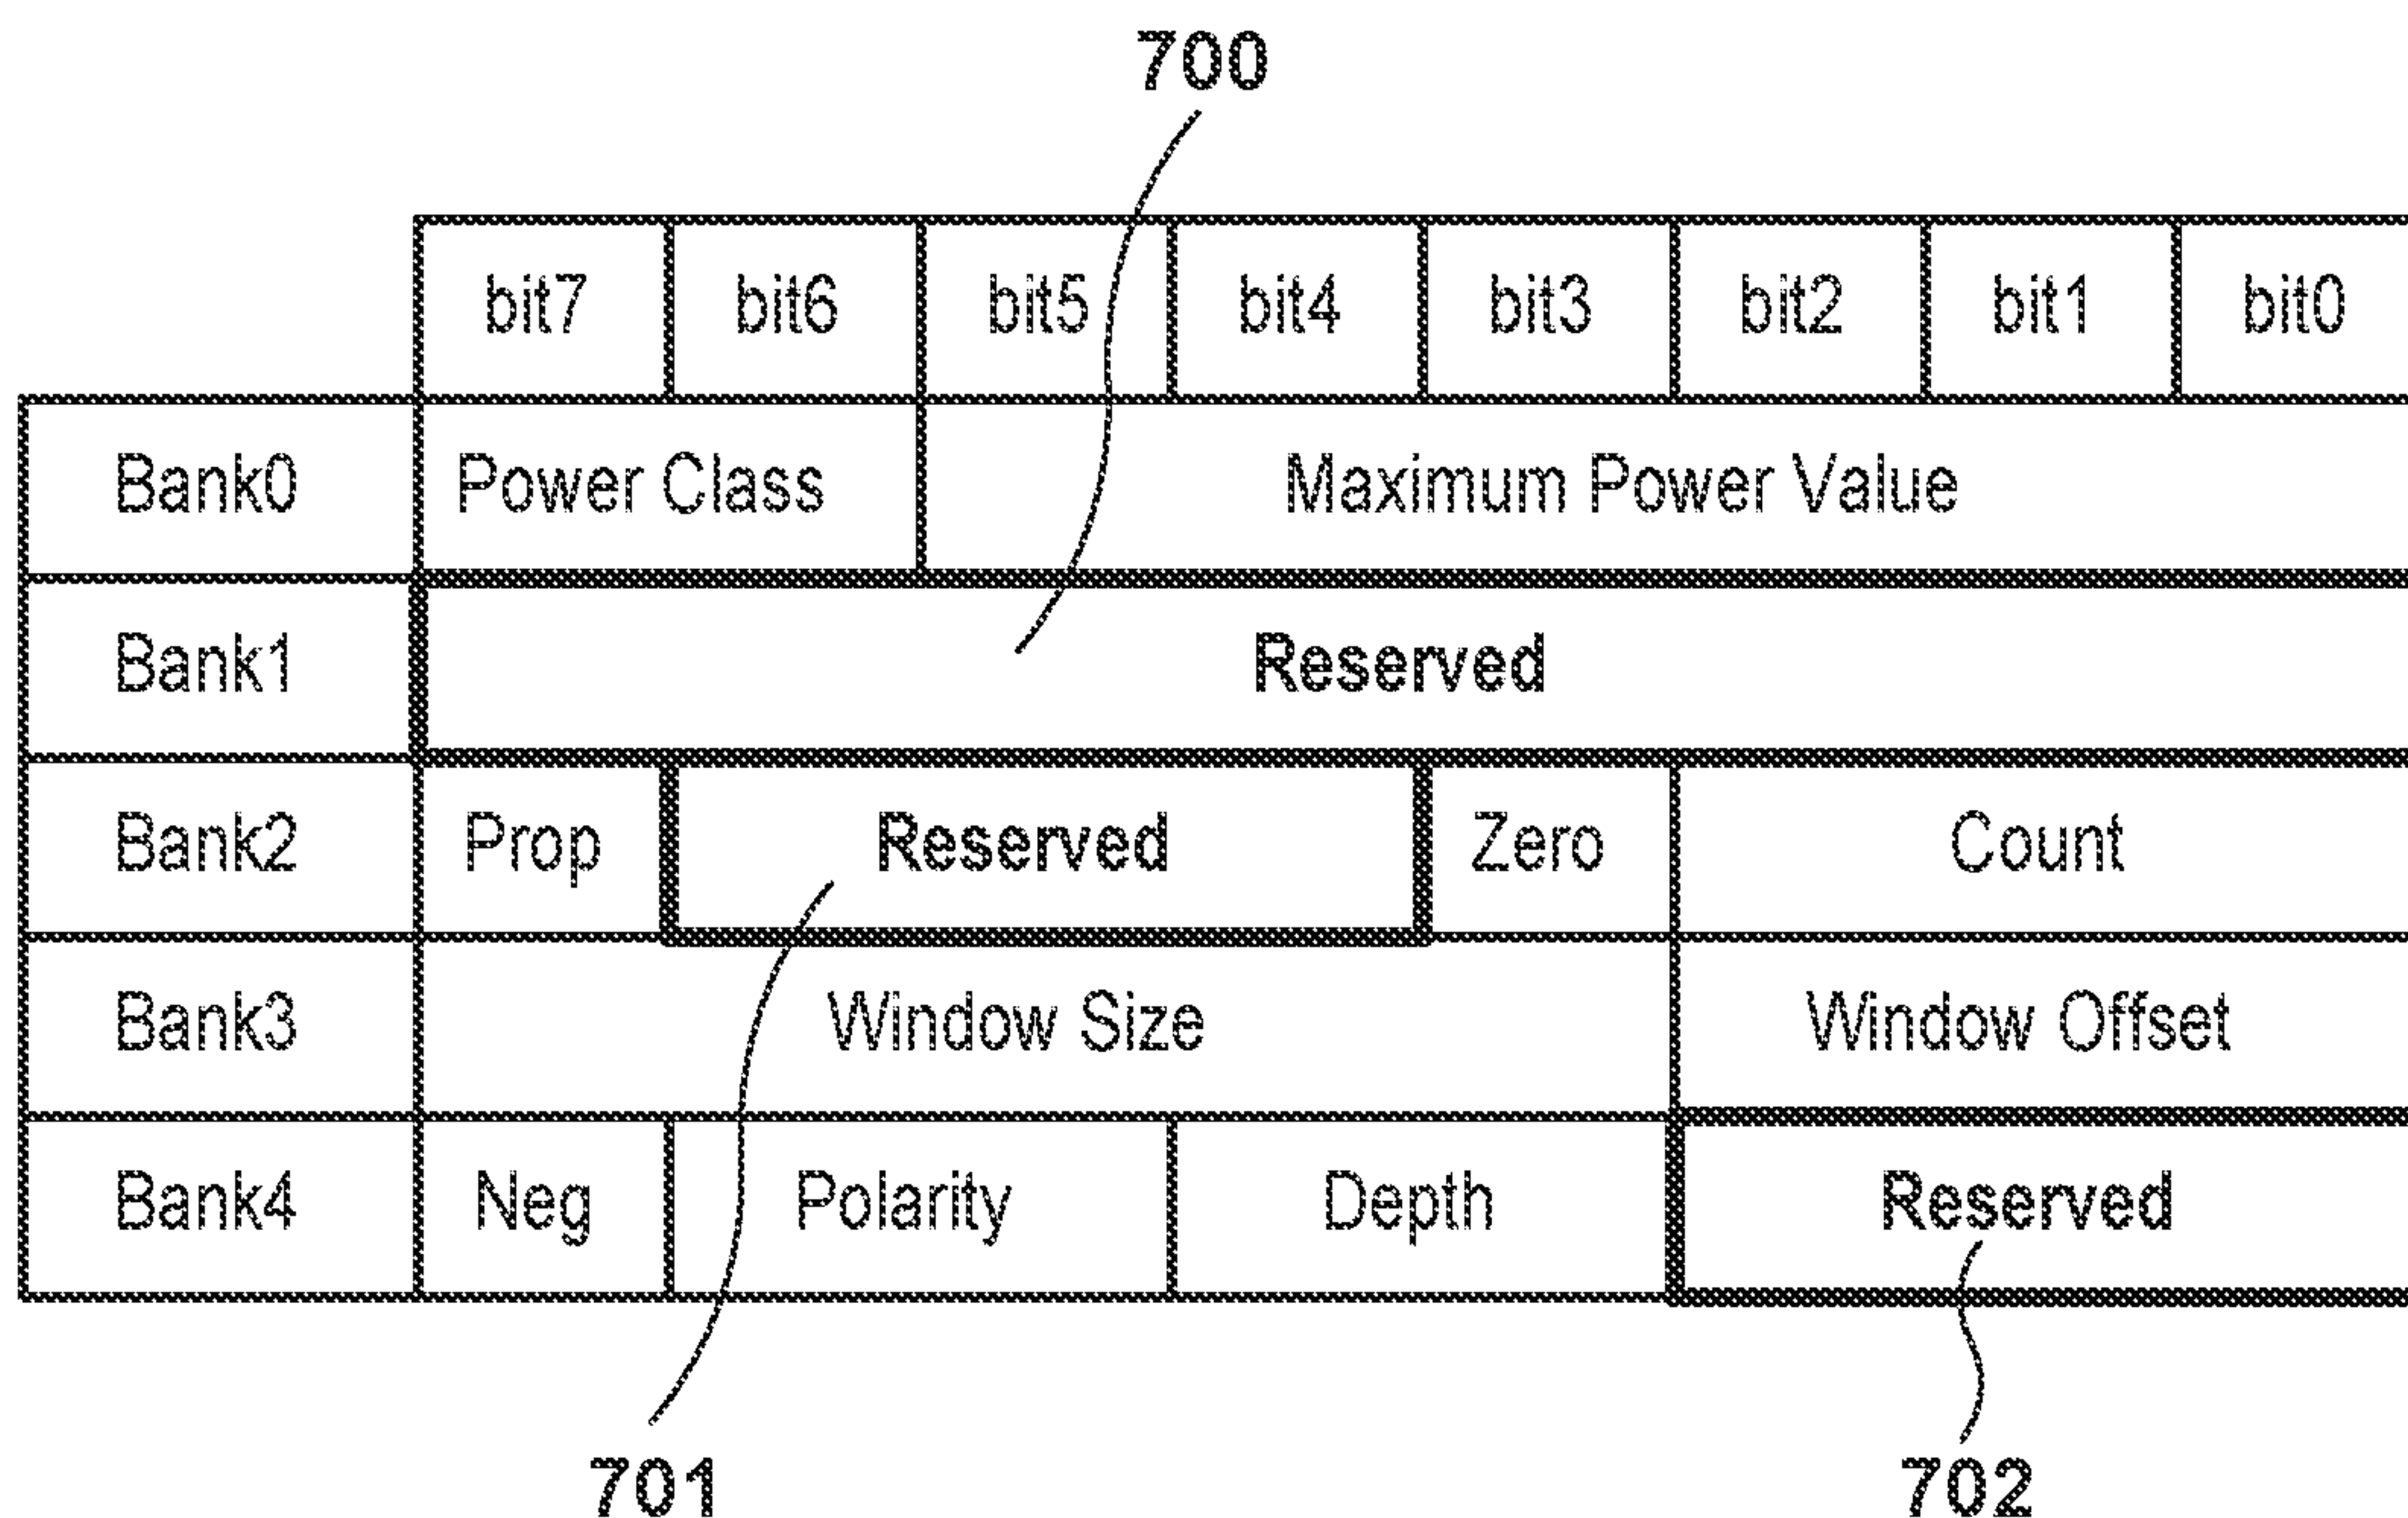 700
bit7 bit6 bit5 bit4 bit3 bit2 bit1 bit0
Bank0 Power Class Maximum Power Value
Bank1 Reserved
Bank2 Prop Reserved Zero Count
Bank3 Window Size Window Offset
Bank4 Neg Polarity Depth Reserved
701 702